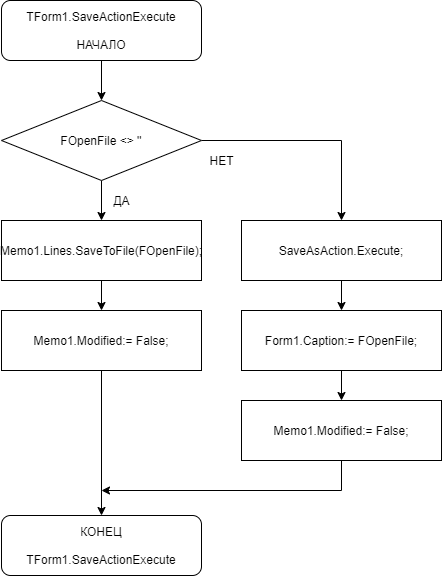 TForm1.SaveActionExecute
НАЧАЛО
FOpenFile <> ''
НЕТ
ДА
Memo1.Lines.SaveToFile(FOpenFile);
SaveAsAction.Execute;
Memo1.Modified:= False;
Form1.Caption:= FOpenFile;
Memo1.Modified:= False;
КОНЕЦ
TForm1.SaveActionExecute